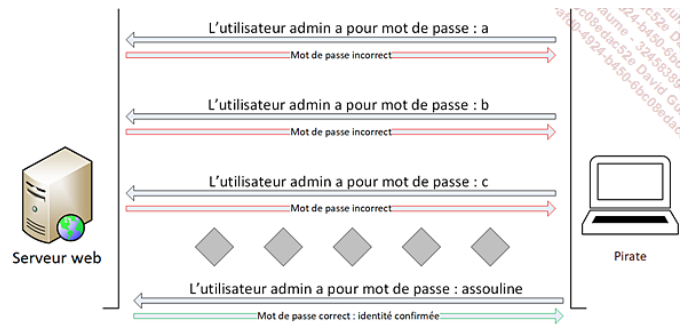 L'utilisateur admin a pour mot de passe : a
Mot de passe incorrect
L'utilisateur admin a pour mot de passe : b
Mot de passe incorrect
L'utilisateur admin a pour mot de passe : c
Mot de passe incorrect
Serveur web
Pirate
L'utilisateur admin a pour mot de passe : assouline
Mot de passe correct : identité confirmée